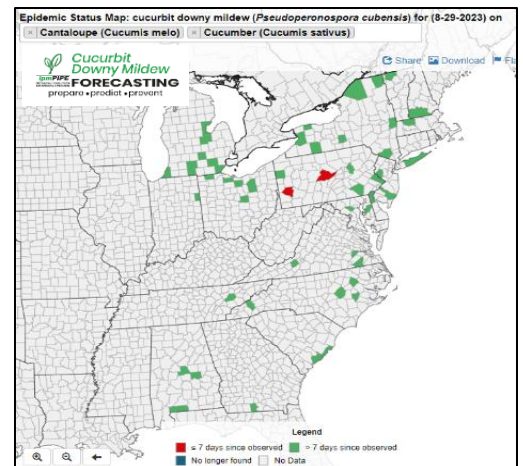 Epidemic Status Map: cucurbit downy mildew (Pseudoperonospora cubensis) for (8-29-2023) on
× Cantaloupe (Cucumis melo) × Cucumber (Cucumis sativus)
Share Download Fla
Cucurbit
Downy Mildew
ipmPIPE FORECASTING
prepare • predict • prevent
Legend
≤ 7 days since observed > 7 days since observed
No longer found No Data